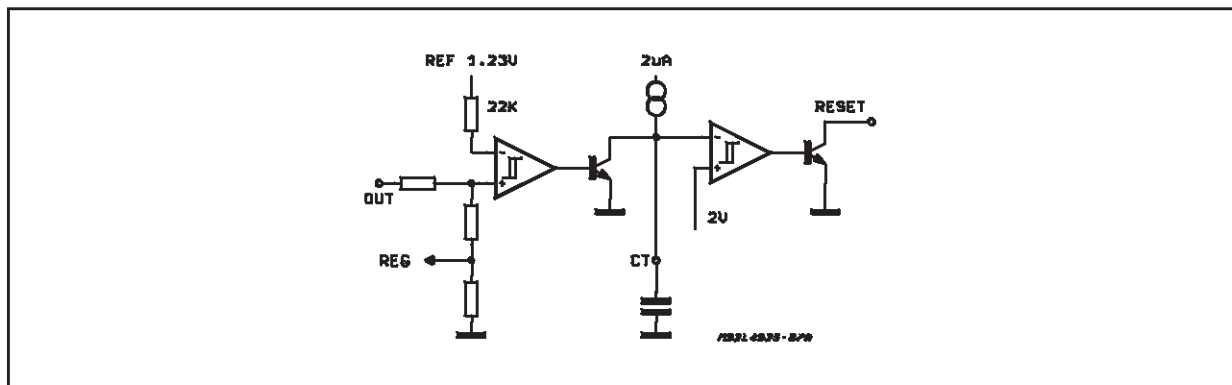 REF 1.23V
2uA
22K
RESET
-
-
+
+
OUT
2V
REG
CT